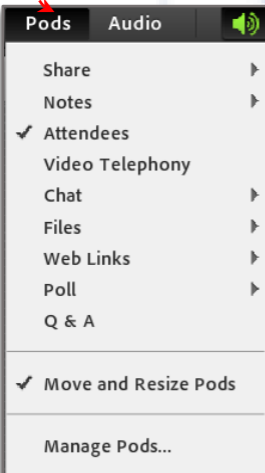 Pods Audio
Share
Notes
Attendees
Video Telephony
Chat
Files
Web Links
Poll
Q & A
Move and Resize Pods
Manage Pods...